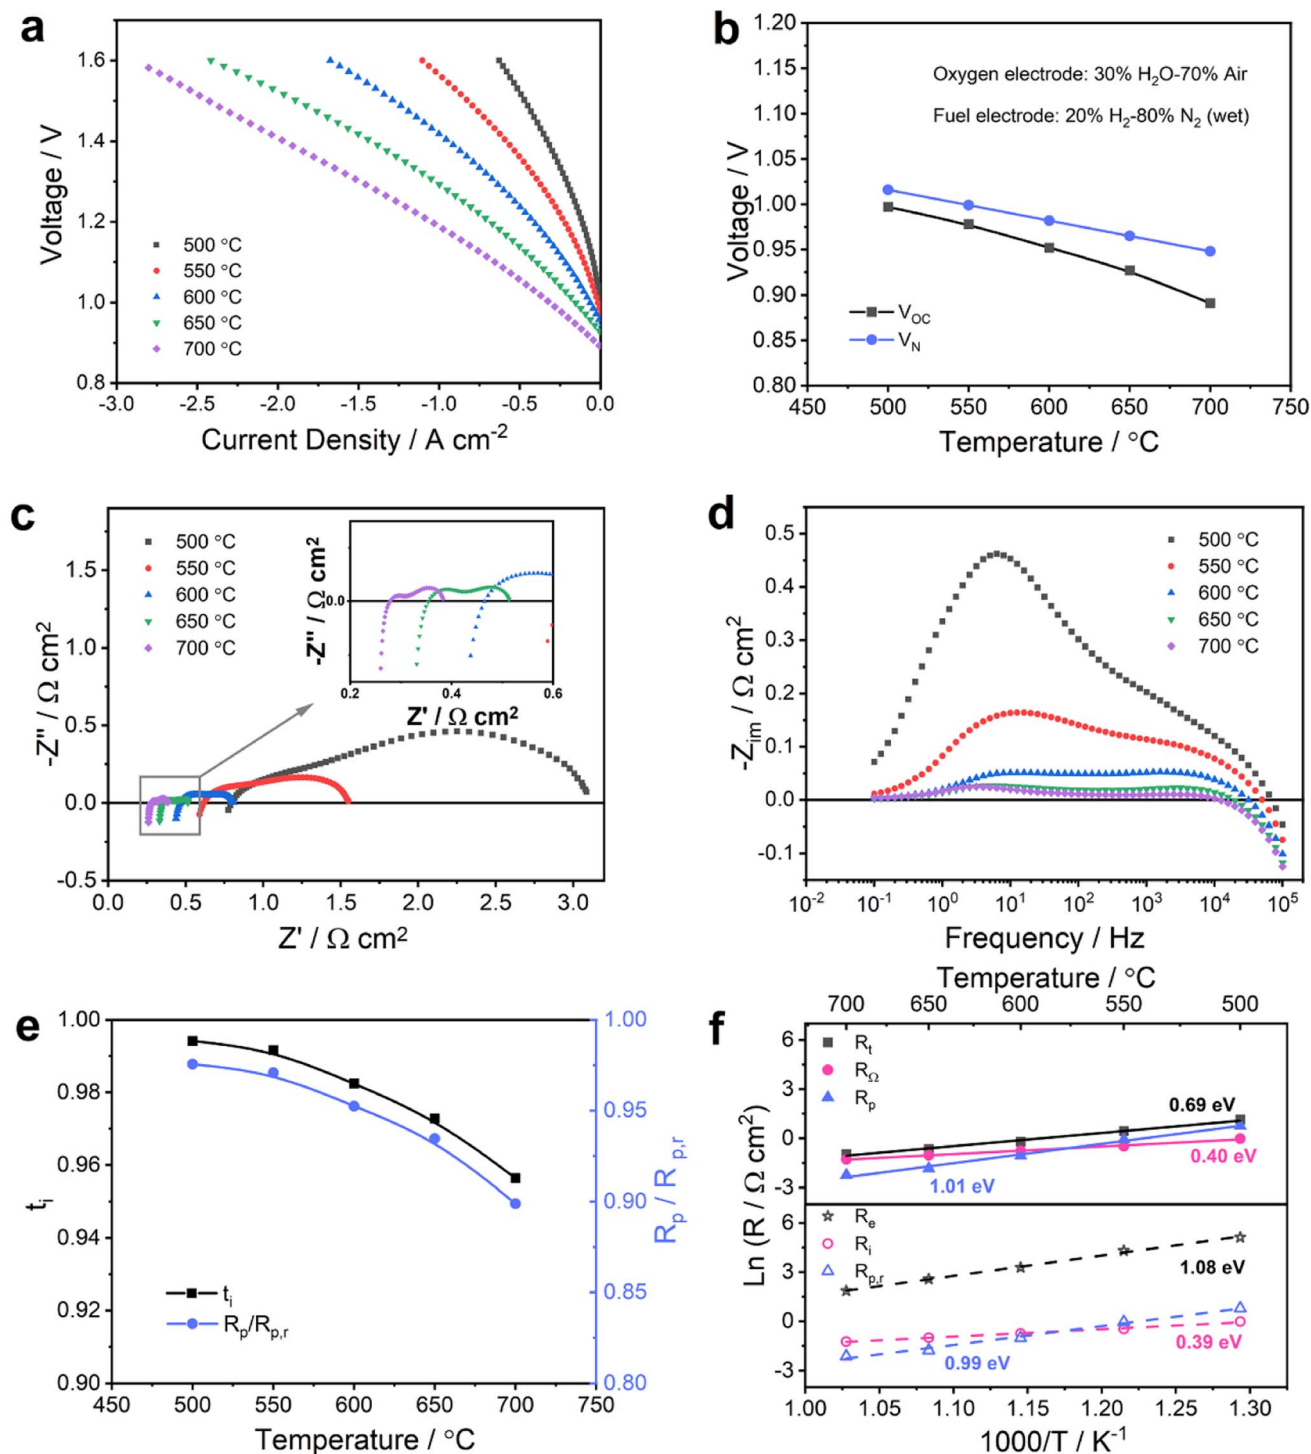 a
1.6
1.4
1.2
1.0
0.8
Voltage / V
500 °C
550 °C
600 °C
650 °C
700 °C
-3.0 -2.5 -2.0 -1.5 -1.0 -0.5 0.0
Current Density / A cm-2
b
1.20
1.15
1.10
1.05
1.00
0.95
0.90
0.85
0.80
Voltage / V
Oxygen electrode: 30% H2O-70% Air
Fuel electrode: 20% H2-80% N2 (wet)
VOC
VN
450 500 550 600 650 700 750
Temperature / °C
c
1.5
1.0
0.5
0.0
-0.5
-Z'' / Ω cm2
500 °C
550 °C
600 °C
650 °C
700 °C
-Z'' / Ω cm2
0.0
0.2 0.4 0.6
Z' / Ω cm2
0.0 0.5 1.0 1.5 2.0 2.5 3.0
Z' / Ω cm2
d
0.5
0.4
0.3
0.2
0.1
0.0
-0.1
-Zim / Ω cm2
500 °C
550 °C
600 °C
650 °C
700 °C
10-2 10-1 100 101 102 103 104 105
Frequency / Hz
e
1.00
0.98
0.96
0.94
0.92
0.90
ti
ti
Rp/Rp,r
1.00
0.95
0.90
0.85
0.80
Rp / R p,r
450 500 550 600 650 700 750
Temperature / °C
f
Temperature / °C
700 650 600 550 500
6
3
0
-3
6
3
0
-3
Ln (R / Ω cm2)
Rt
RΩ
Rp
0.69 eV
0.40 eV
1.01 eV
Re
Ri
Rp,r
1.08 eV
0.39 eV
0.99 eV
1.00 1.05 1.10 1.15 1.20 1.25 1.30
1000/T / K-1